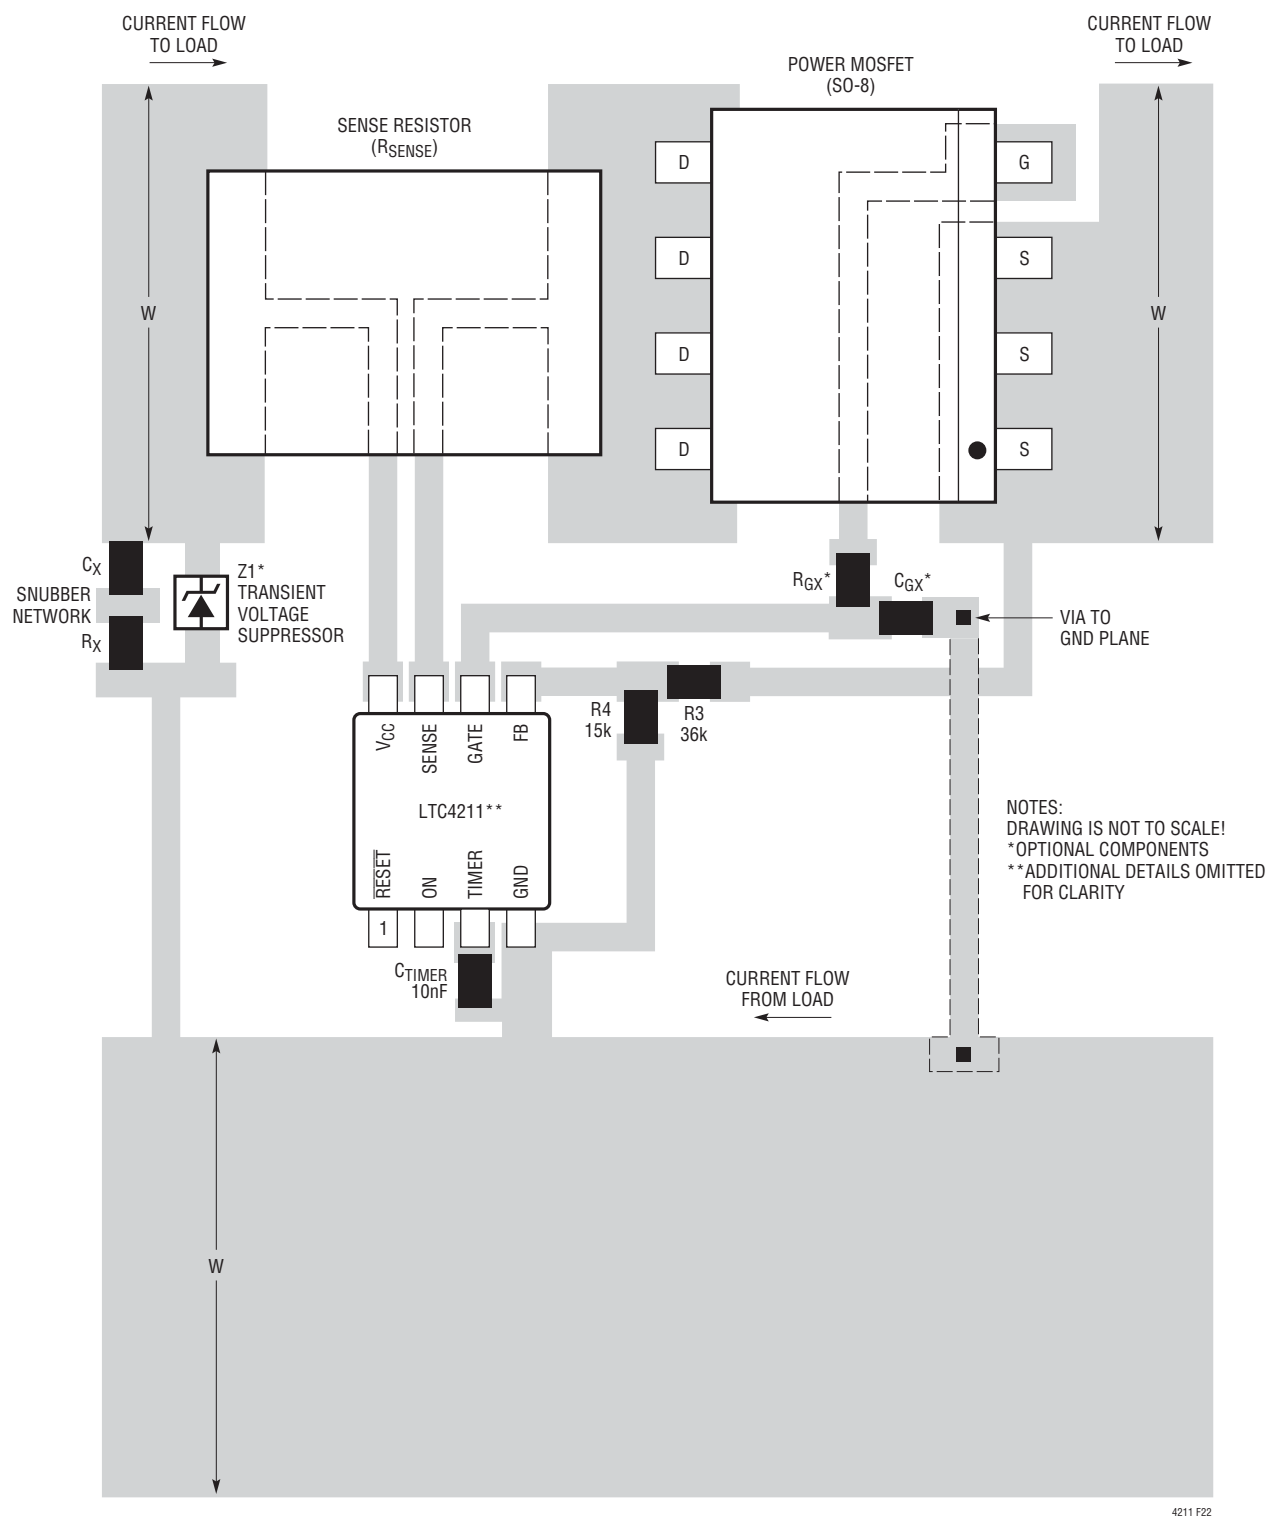 CURRENT FLOW
TO LOAD
CURRENT FLOW
TO LOAD
POWER MOSFET
(SO-8)
SENSE RESISTOR
(RSENSE)
D
G
D
S
W
W
D
S
D
S
CX
SNUBBER
NETWORK
RX
Z1*
TRANSIENT
VOLTAGE
SUPPRESSOR
RGX*
CGX*
VIA TO
GND PLANE
R4
15k
R3
36k
VCC
SENSE
GATE
FB
LTC4211**
RESET
ON
TIMER
GND
1
NOTES:
DRAWING IS NOT TO SCALE!
*OPTIONAL COMPONENTS
**ADDITIONAL DETAILS OMITTED
FOR CLARITY
CTIMER
10nF
CURRENT FLOW
FROM LOAD
W
4211 F22